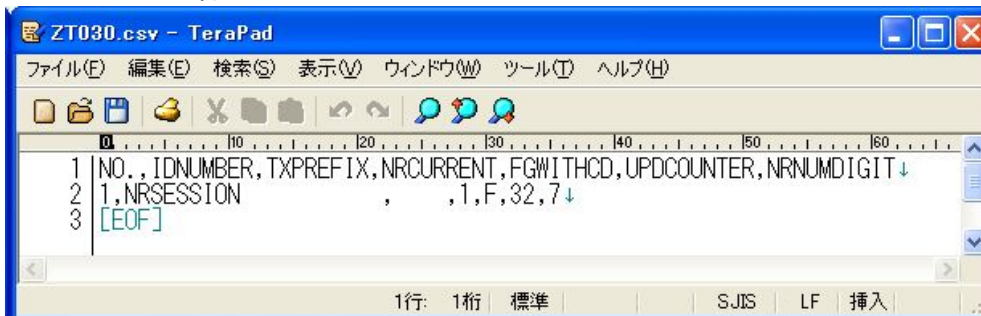 ZT030.csv - TeraPad
ファイル(F) 編集(E) 検索(S) 表示(V) ウィンドウ(W) ツール(T) ヘルプ(H)
0 10 20 30 40 50 60
1 NO.,IDNUMBER,TXPREFIX,NRCURRENT,FGWITHCD,UPDCOUNTER,NRNUMDIGIT↓
2 1,NRSESSION , ,1,F,32,7↓
3 [EOF]
1行: 1桁 標準 SJIS LF 挿入